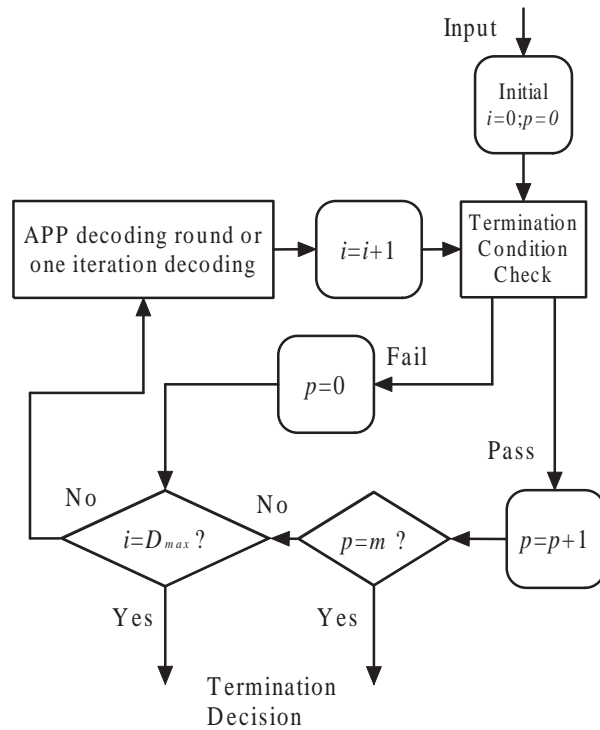 Input
Initial
i=0;p=0
APP decoding round or
one iteration decoding
i=i+1
Termination
Condition
Check
Fail
p=0
Pass
No
No
i=Dmax ?
p=m ?
p=p+1
Yes
Yes
Termination
Decision